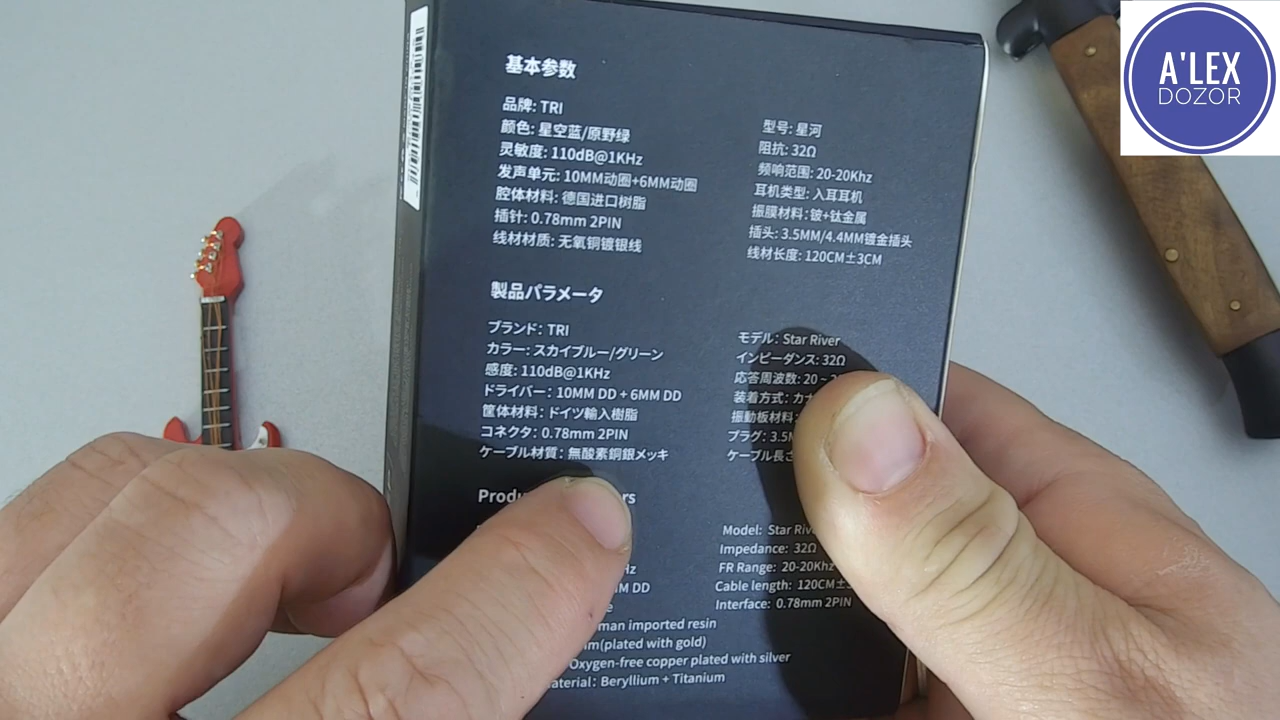 A'LEX
DOZOR
基本参数
品牌: TRI
颜色: 星空蓝/原野绿
灵敏度: 110dB@1KHz
发声单元: 10MM动圈+6MM动圈
腔体材料: 德国进口树脂
插针: 0.78mm 2PIN
线材材质: 无氧铜镀银线
型号: 星河
阻抗: 32Ω
频响范围: 20-20Khz
耳机类型: 入耳耳机
振膜材料: 铍+钛金属
插头: 3.5MM/4.4MM镀金插头
线材长度: 120CM±3CM
製品パラメータ
ブランド: TRI
カラー: スカイブルー/グリーン
感度: 110dB@1KHz
ドライバー: 10MM DD + 6MM DD
筐体材料: ドイツ輸入樹脂
コネクタ: 0.78mm 2PIN
ケーブル材質: 無酸素銅銀メッキ
モデル: Star River
インピーダンス: 32Ω
応答周波数: 20 ~
装着方式:
振動板材料:
プラグ:
ケーブル長さ
Model: Star
Impedance: 32Ω
FR Range: 20-20Khz
Cable length: 120CM±
Interface: 0.78mm 2PIN
DD
imported resin
(plated with gold)
Oxygen-free copper plated with silver
Beryllium + Titanium